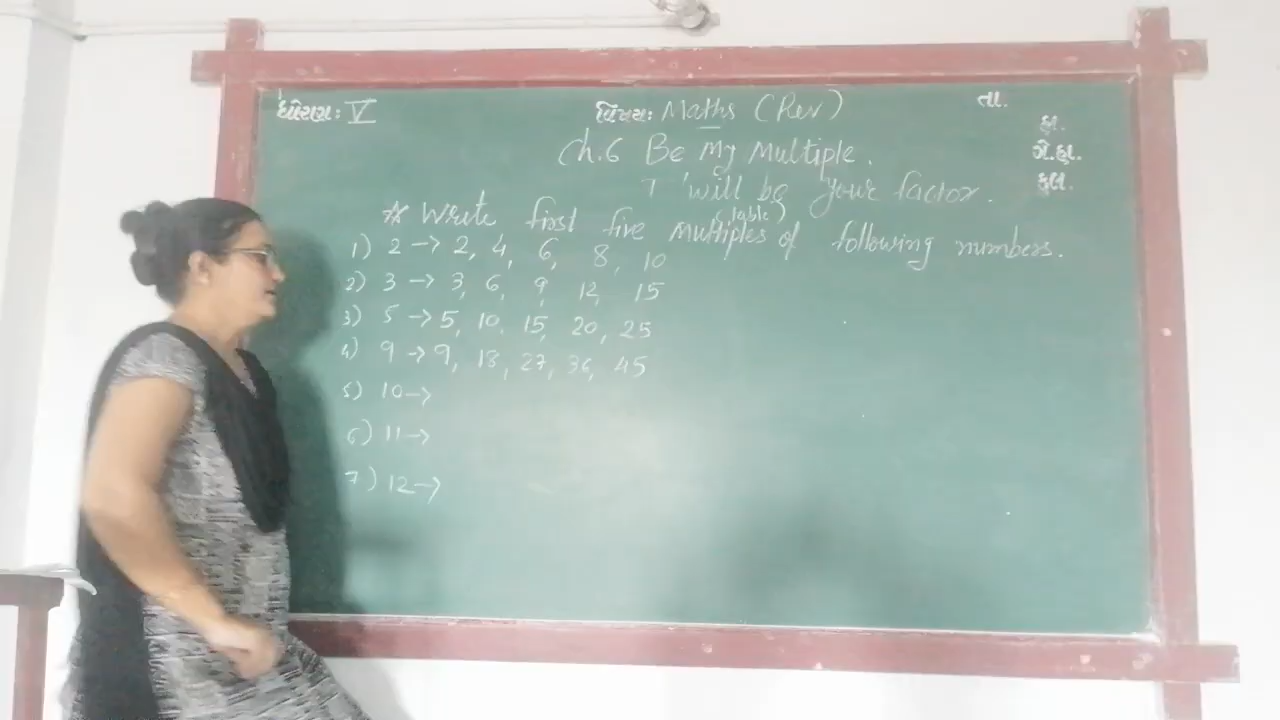 ધોરણ: V
વિષય: Maths (Rev)
તા.
હા.
ગે.હા.
કુલ.
Ch.6 Be My Multiple.
I 'will be your factor.
* Write first five Multiples (table) of following numbers.
1) 2 → 2, 4, 6, 8, 10
2) 3 → 3, 6, 9, 12, 15
3) 5 → 5, 10, 15, 20, 25
4) 9 → 9, 18, 27, 36, 45
5) 10→
6) 11→
7) 12→